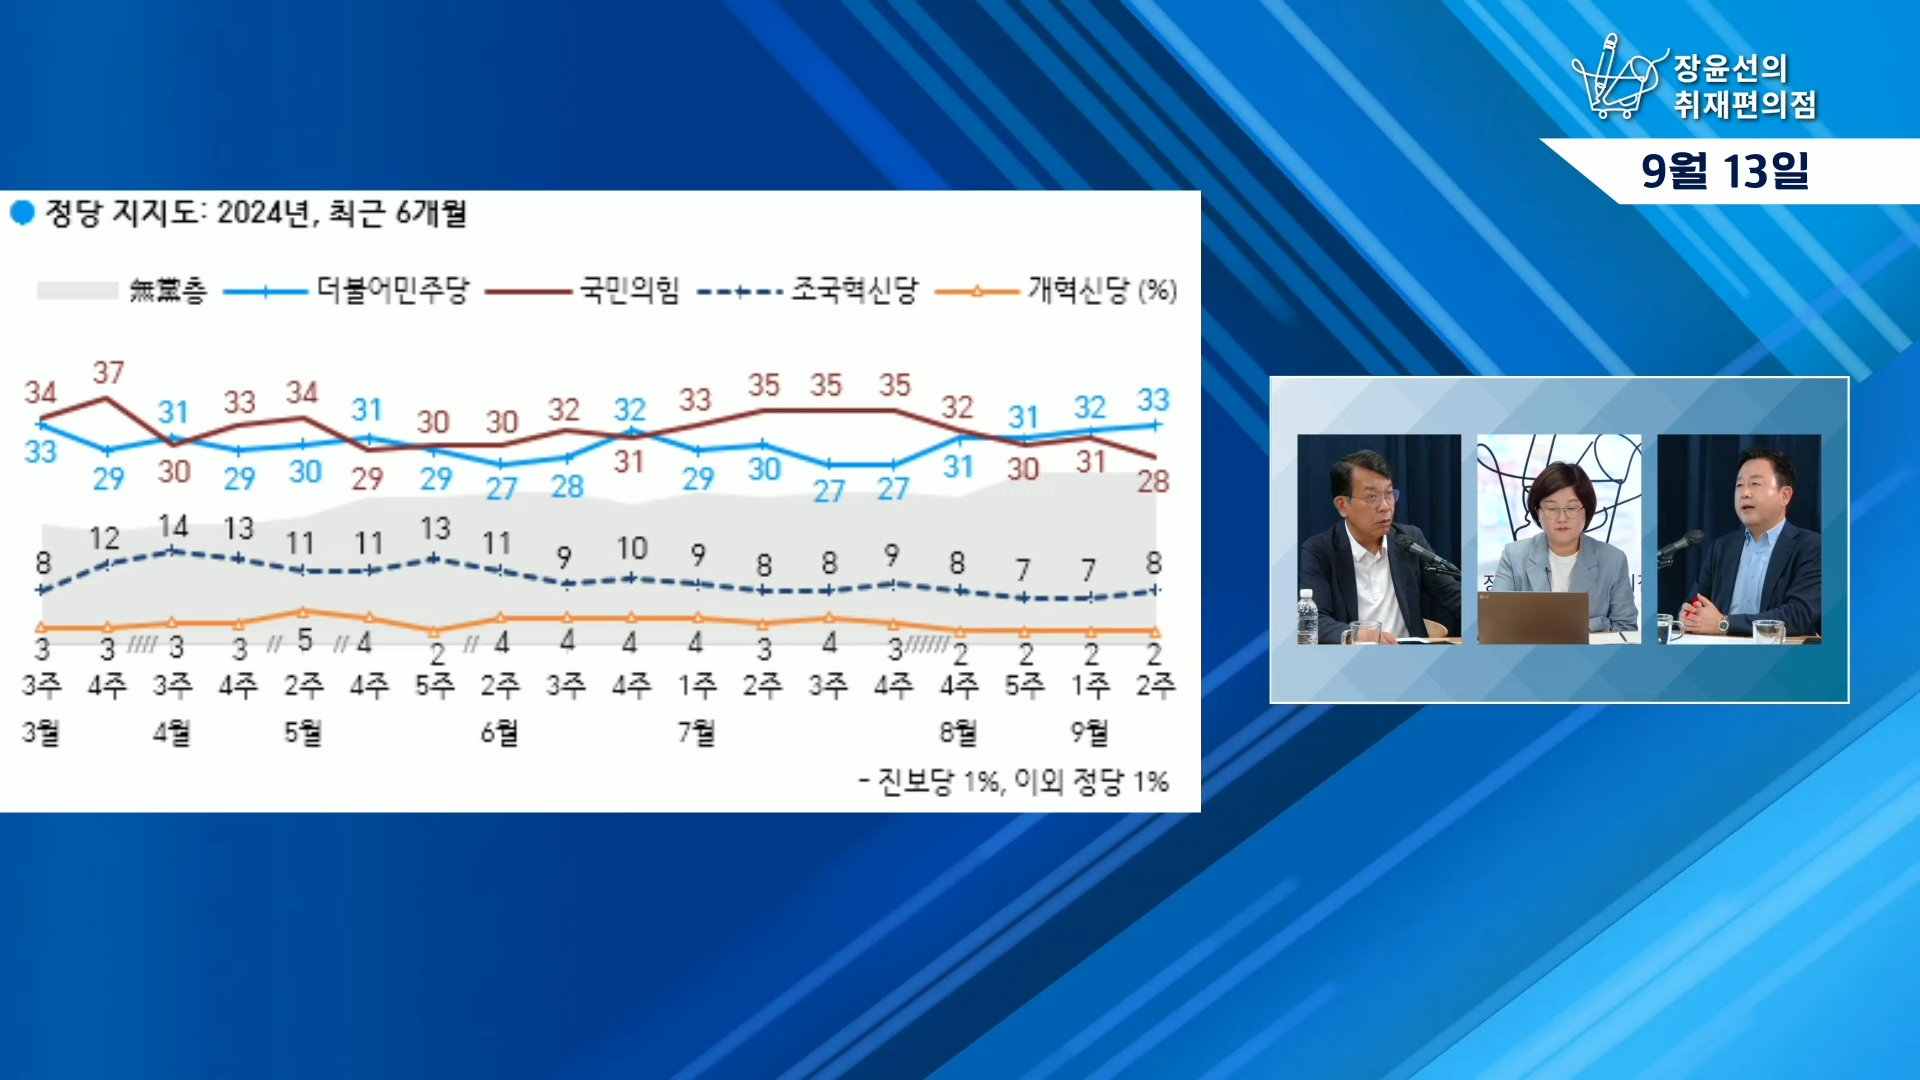 장윤선의
취재편의점
9월 13일
정당 지지도: 2024년, 최근 6개월
無黨층 더불어민주당 국민의힘 조국혁신당 개혁신당 (%)
34 37 31 33 34 31 30 30 32 32 33 35 35 35 32 31 32 33
33 29 30 29 30 29 29 27 28 31 29 30 27 27 31 30 31 28
8 12 14 13 11 11 13 11 9 10 9 8 8 9 8 7 7 8
3 3 //// 3 3 // 5 // 4 2 // 4 4 4 4 3 4 3 /////// 2 2 2 2
3주 4주 3주 4주 2주 4주 5주 2주 3주 4주 1주 2주 3주 4주 4주 5주 1주 2주
3월 4월 5월 6월 7월 8월 9월
- 진보당 1%, 이외 정당 1%